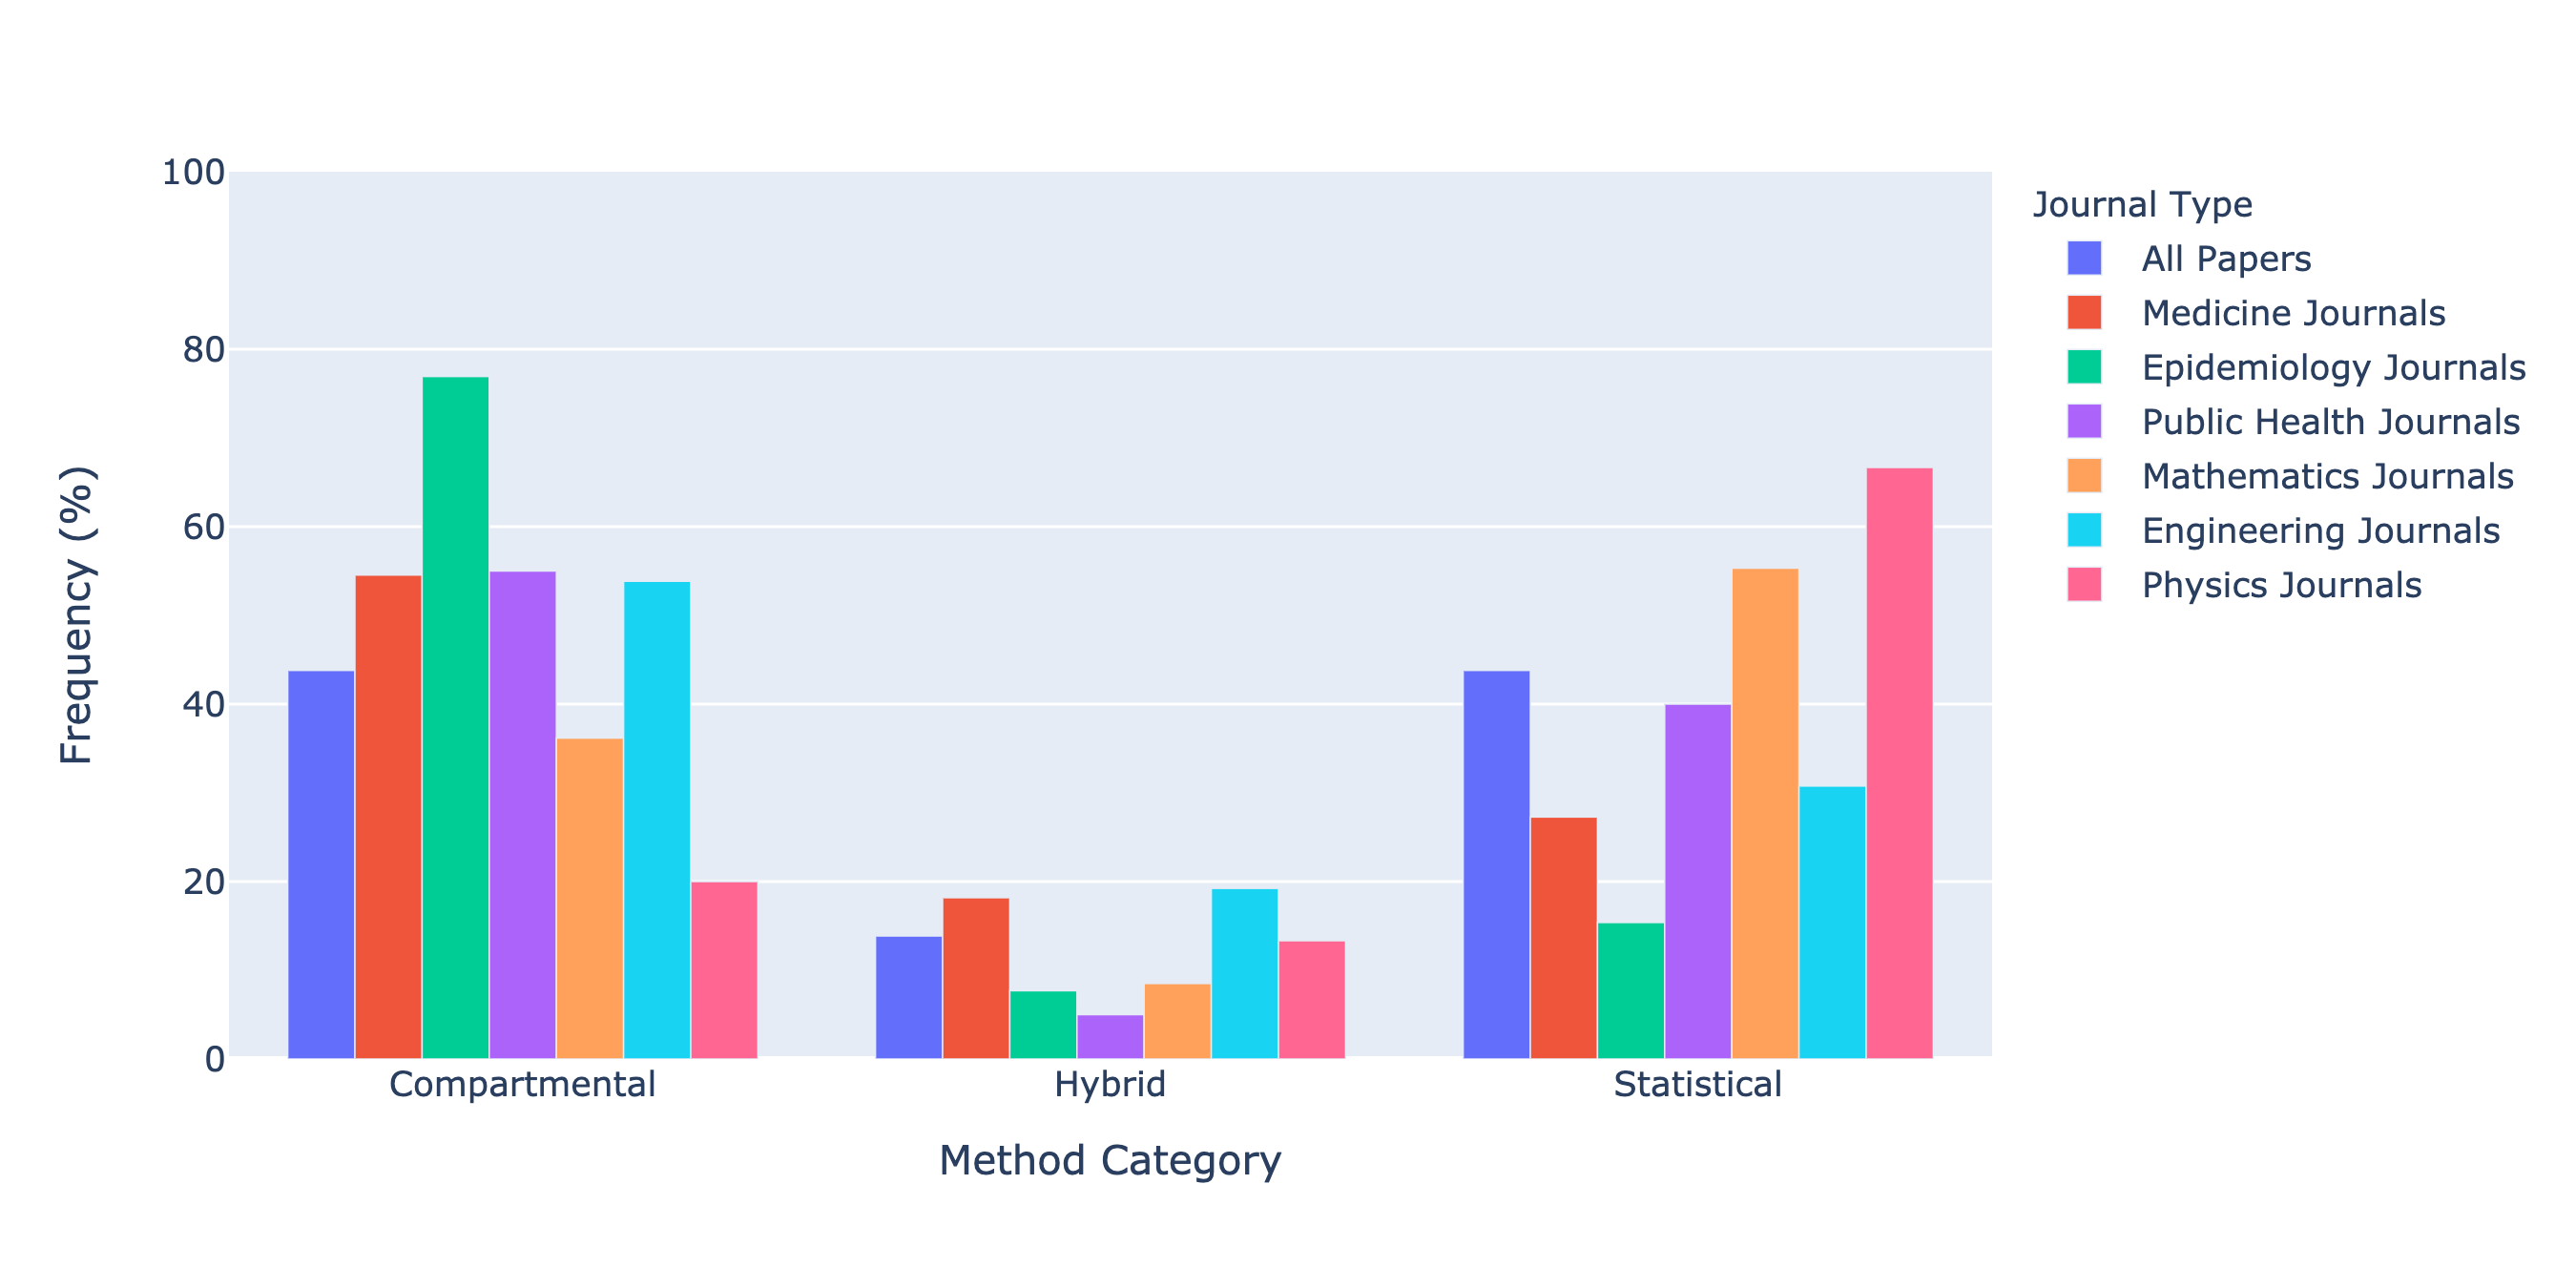 100
80
60
40
20
0
Frequency (%)
Compartmental
Hybrid
Statistical
Method Category
Journal Type
All Papers
Medicine Journals
Epidemiology Journals
Public Health Journals
Mathematics Journals
Engineering Journals
Physics Journals